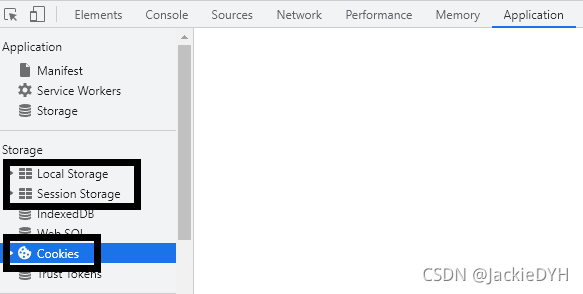 Elements Console Sources Network Performance Memory Application
Application
Manifest
Service Workers
Storage
Storage
Local Storage
Session Storage
IndexedDB
Web SQL
Cookies
Trust Tokens
CSDN @JackieDYH